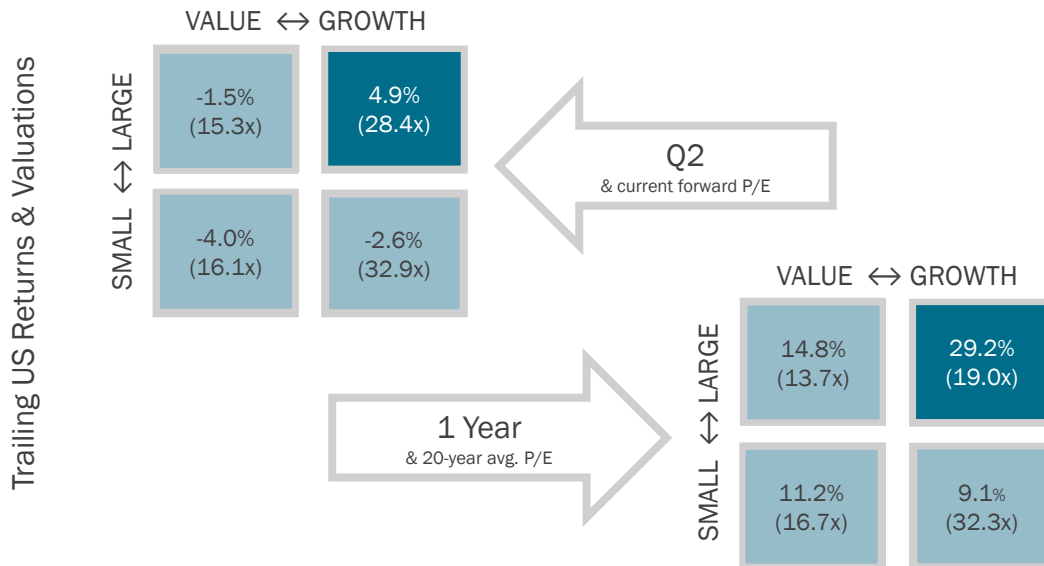 Trailing US Returns & Valuations
VALUE ↔ GROWTH
SMALL ↔ LARGE
-1.5%
(15.3x)
4.9%
(28.4x)
-4.0%
(16.1x)
-2.6%
(32.9x)
Q2
& current forward P/E
1 Year
& 20-year avg. P/E
VALUE ↔ GROWTH
SMALL ↔ LARGE
14.8%
(13.7x)
29.2%
(19.0x)
11.2%
(16.7x)
9.1%
(32.3x)